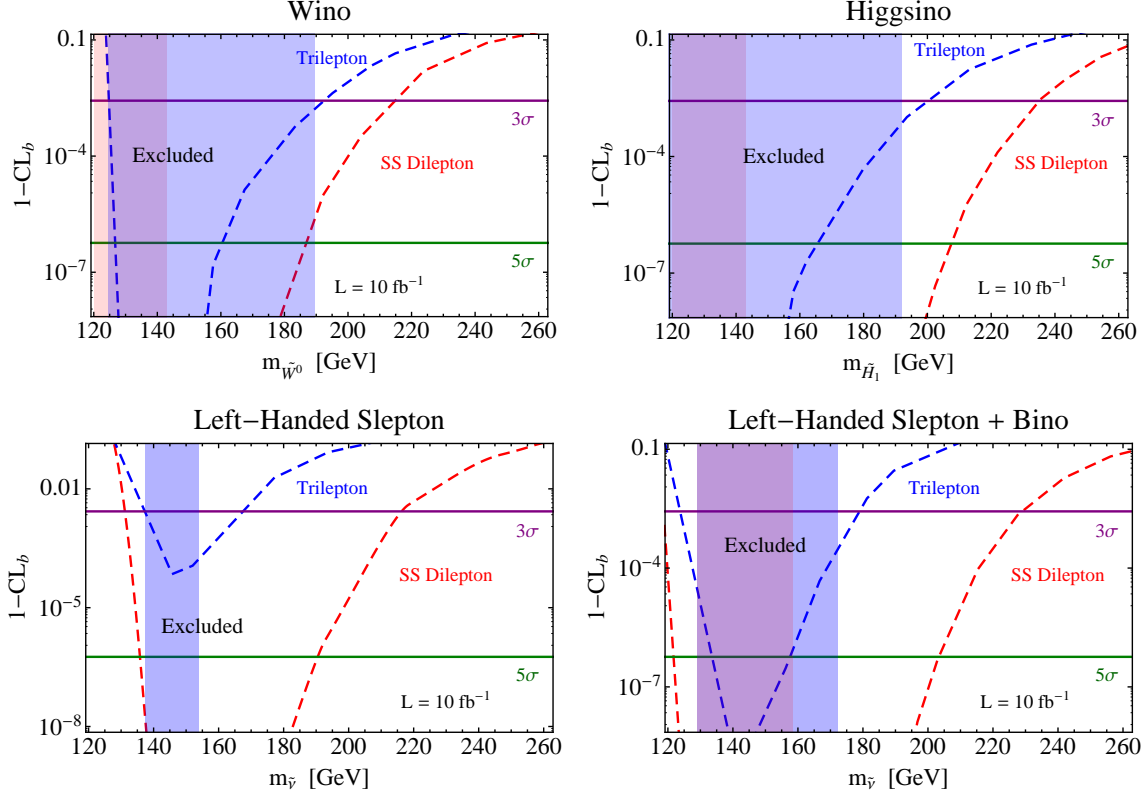 Wino
0.1
10⁻⁴
10⁻⁷
1−CL_b
Trilepton
3σ
Excluded
SS Dilepton
5σ
L = 10 fb⁻¹
120 140 160 180 200 220 240 260
m_W̃⁰ [GeV]
Higgsino
0.1
10⁻⁴
10⁻⁷
1−CL_b
Trilepton
3σ
Excluded
SS Dilepton
5σ
L = 10 fb⁻¹
120 140 160 180 200 220 240 260
m_H̃₁ [GeV]
Left−Handed Slepton
0.01
10⁻⁵
10⁻⁸
1−CL_b
Trilepton
3σ
SS Dilepton
Excluded
5σ
L = 10 fb⁻¹
120 140 160 180 200 220 240 260
m_ν̃ [GeV]
Left−Handed Slepton + Bino
0.1
10⁻⁴
10⁻⁷
1−CL_b
Trilepton
3σ
Excluded
SS Dilepton
5σ
L = 10 fb⁻¹
120 140 160 180 200 220 240 260
m_ν̃ [GeV]